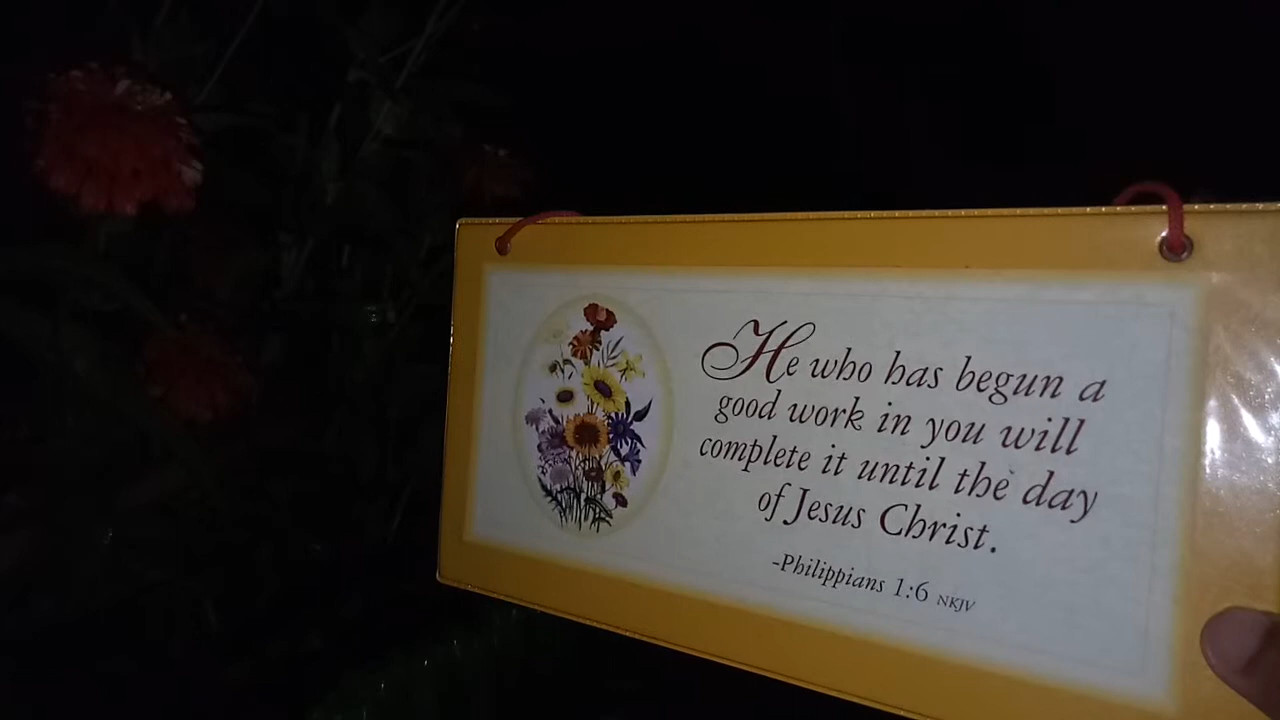 He who has begun a
good work in you will
complete it until the day
of Jesus Christ.
-Philippians 1:6 NKJV